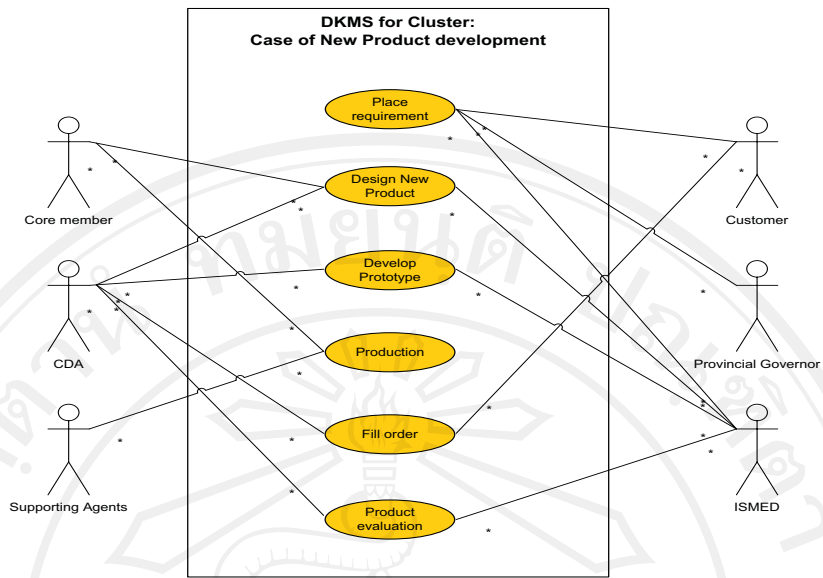 DKMS for Cluster:
Case of New Product development
Place
requirement
Design New
Product
Develop
Prototype
Production
Fill order
Product
evaluation
Core member
CDA
Supporting Agents
Customer
Provincial Governor
ISMED